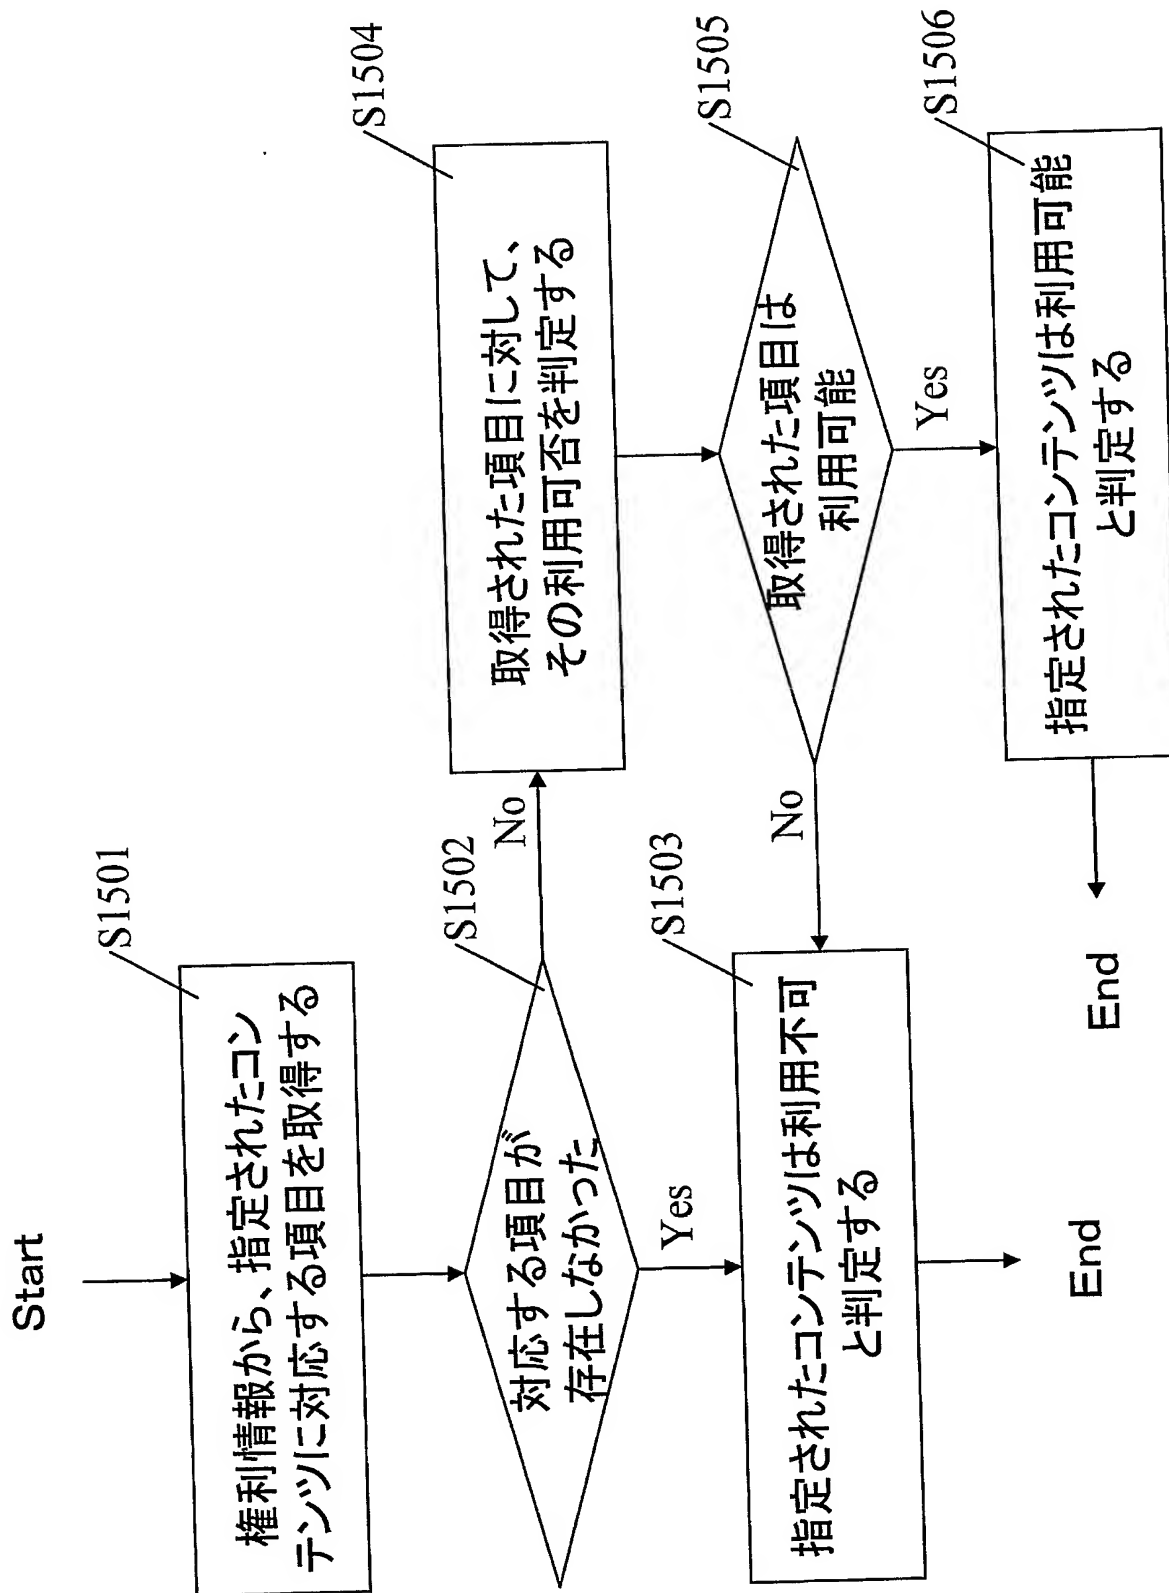 Start
S1501
権利情報から、指定されたコン
テンツに対応する項目を取得する
S1502
対応する項目が
存在しなかった
No
Yes
S1503
指定されたコンテンツは利用不可
と判定する
End
S1504
取得された項目に対して、
その利用可否を判定する
S1505
取得された項目は
利用可能
No
Yes
S1506
指定されたコンテンツは利用可能
と判定する
End